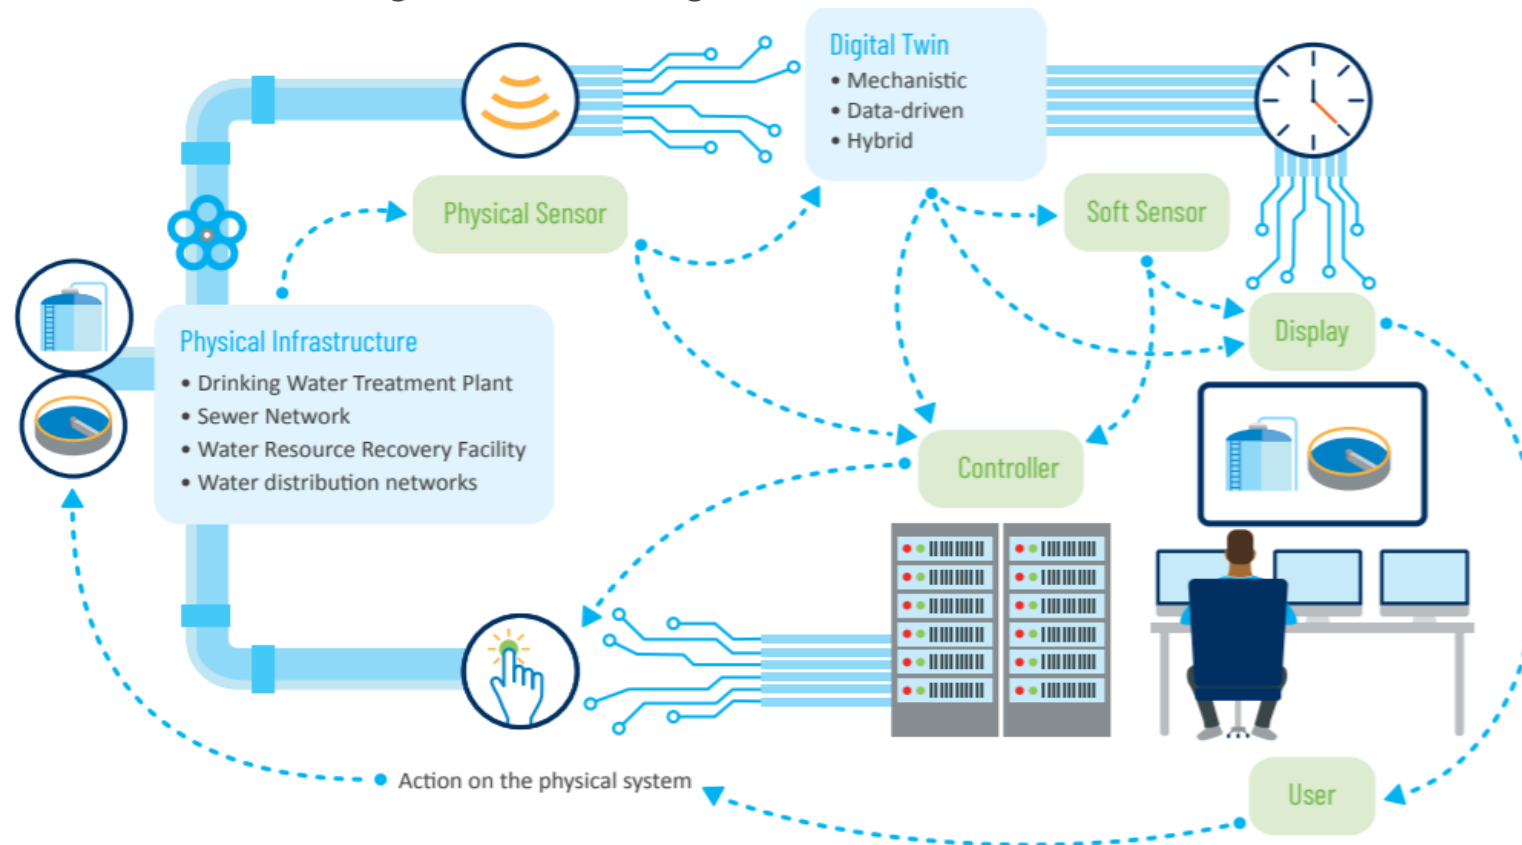 Digital Twin
• Mechanistic
• Data-driven
• Hybrid
Physical Sensor
Soft Sensor
Physical Infrastructure
• Drinking Water Treatment Plant
• Sewer Network
• Water Resource Recovery Facility
• Water distribution networks
Display
Controller
Action on the physical system
User